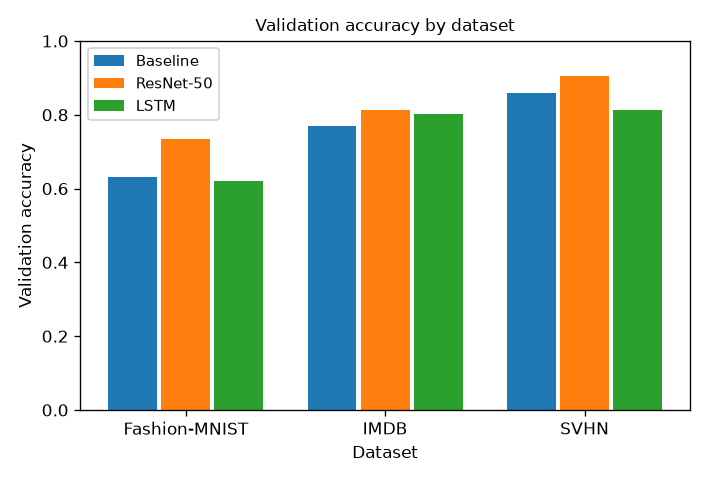 Validation accuracy by dataset
1.0
0.8
0.6
0.4
0.2
0.0
Validation accuracy
Baseline
ResNet-50
LSTM
Fashion-MNIST
IMDB
SVHN
Dataset